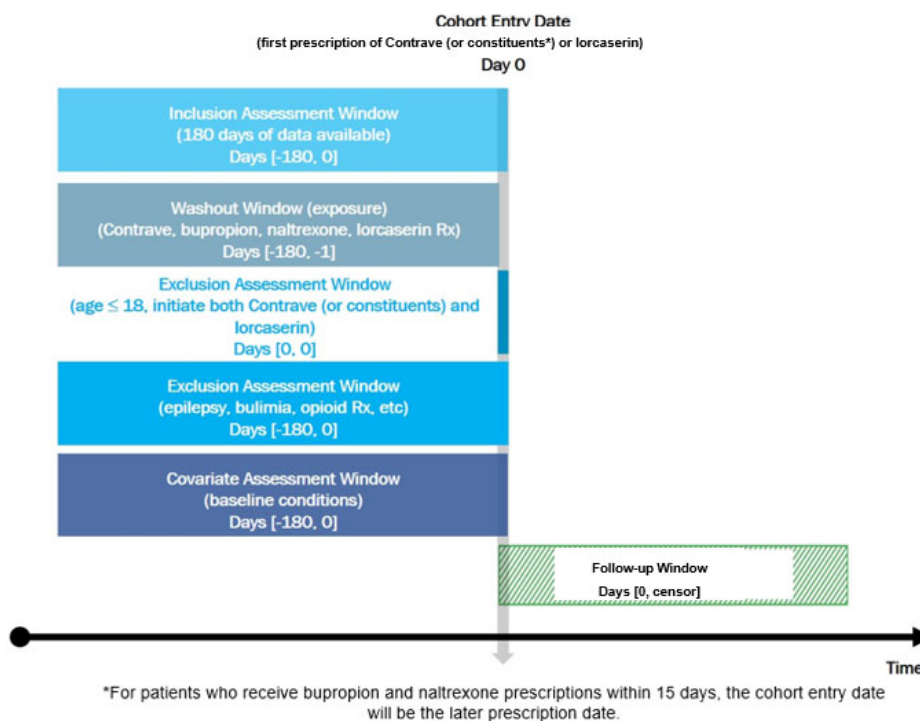 Cohort Entry Date
(first prescription of Contrave (or constituents*) or lorcaserin)
Day 0
Inclusion Assessment Window
(180 days of data available)
Days [-180, 0]
Washout Window (exposure)
(Contrave, bupropion, naltrexone, lorcaserin Rx)
Days [-180, -1]
Exclusion Assessment Window
(age ≤ 18, initiate both Contrave (or constituents) and
lorcaserin)
Days [0, 0]
Exclusion Assessment Window
(epilepsy, bulimia, opioid Rx, etc)
Days [-180, 0]
Covariate Assessment Window
(baseline conditions)
Days [-180, 0]
Follow-up Window
Days [0, censor]
Time
*For patients who receive bupropion and naltrexone prescriptions within 15 days, the cohort entry date
will be the later prescription date.